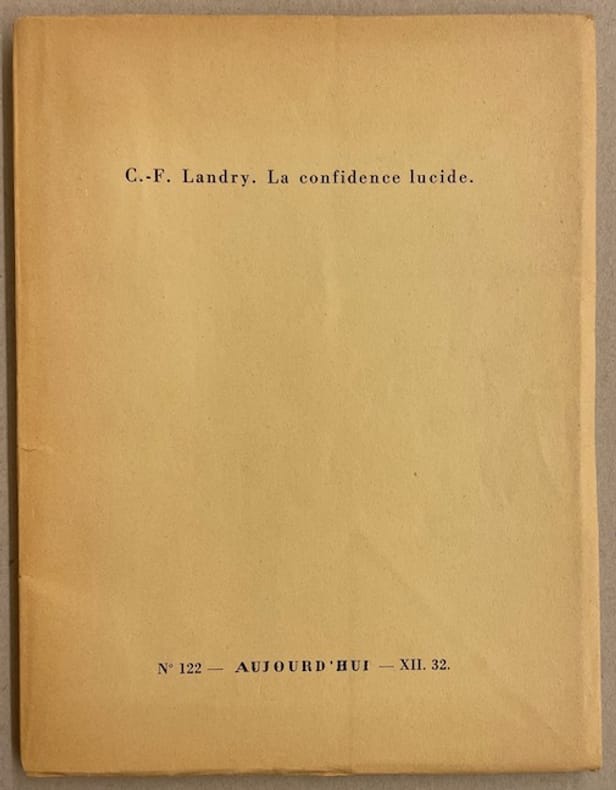 C.-F. Landry. La confidence lucide.
N° 122 — AUJOURD'HUI — XII. 32.